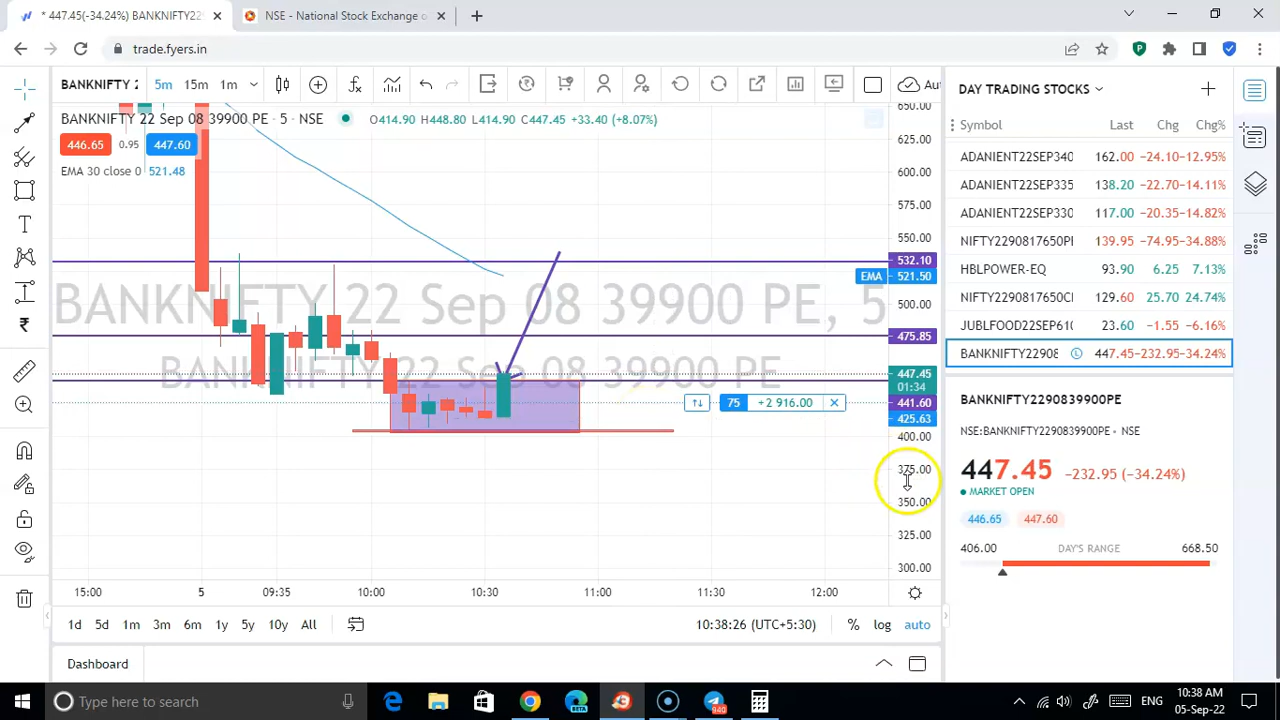 * 447.45(-34.24%) BANKNIFTY22
NSE - National Stock Exchange o
trade.fyers.in
BANKNIFTY 2
5m 15m 1m
Au
DAY TRADING STOCKS
BANKNIFTY 22 Sep 08 39900 PE · 5 · NSE
O414.90 H448.80 L414.90 C447.45 +33.40 (+8.07%)
446.65 0.95 447.60
EMA 30 close 0 521.48
BANKNIFTY 22 Sep 08 39900 PE, 5
BANKNIFTY 22 Sep 08 39900 PE
75 +2 916.00
650.00
625.00
600.00
575.00
550.00
532.10
EMA 521.50
500.00
475.85
447.45
01:34
441.60
425.63
400.00
375.00
350.00
325.00
300.00
15:00 5 09:35 10:00 10:30 11:00 11:30 12:00
1d 5d 1m 3m 6m 1y 5y 10y All
10:38:26 (UTC+5:30) % log auto
Dashboard
Symbol Last Chg Chg%
ADANIENT22SEP340 162.00 −24.10 −12.95%
ADANIENT22SEP335 138.20 −22.70 −14.11%
ADANIENT22SEP330 117.00 −20.35 −14.82%
NIFTY2290817650PI 139.95 −74.95 −34.88%
HBLPOWER-EQ 93.90 6.25 7.13%
NIFTY2290817650CI 129.60 25.70 24.74%
JUBLFOOD22SEP61( 23.60 −1.55 −6.16%
BANKNIFTY22908 L 447.45 −232.95 −34.24%
BANKNIFTY2290839900PE
NSE:BANKNIFTY2290839900PE • NSE
447.45 −232.95 (−34.24%)
MARKET OPEN
446.65 447.60
406.00 DAY'S RANGE 668.50
Type here to search
BETA
940
ENG
10:38 AM
05-Sep-22